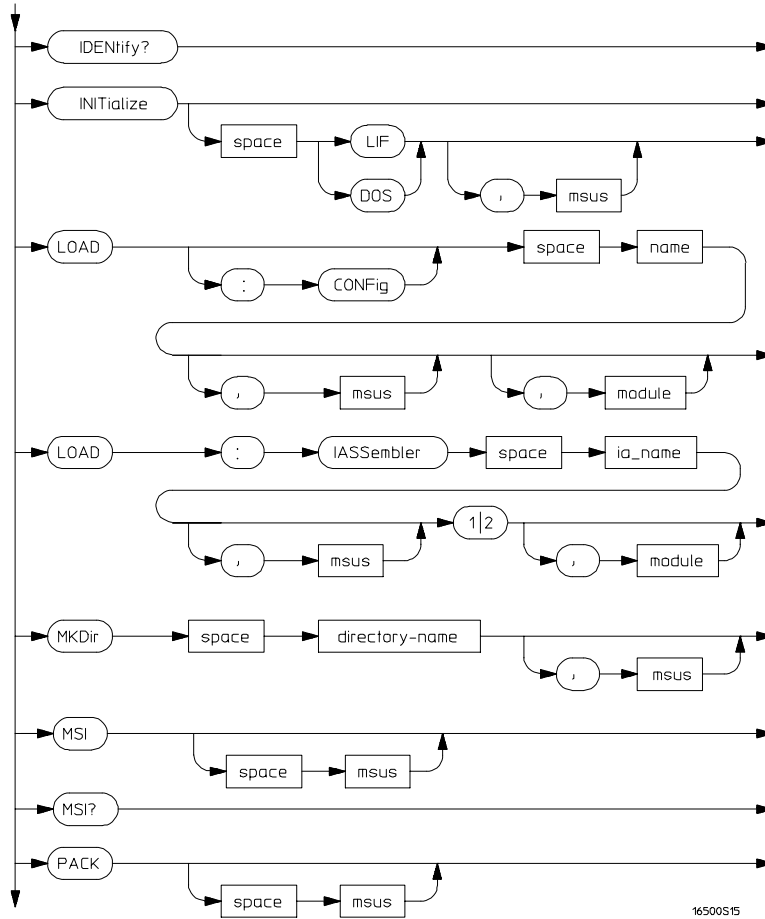 IDENtify?
INITialize
space LIF
DOS , msus
LOAD space name
: CONFig
, msus , module
LOAD : IASSembler space ia_name
1|2
, msus , module
MKDir space directory-name
, msus
MSI
space msus
MSI?
PACK
space msus
16500S15